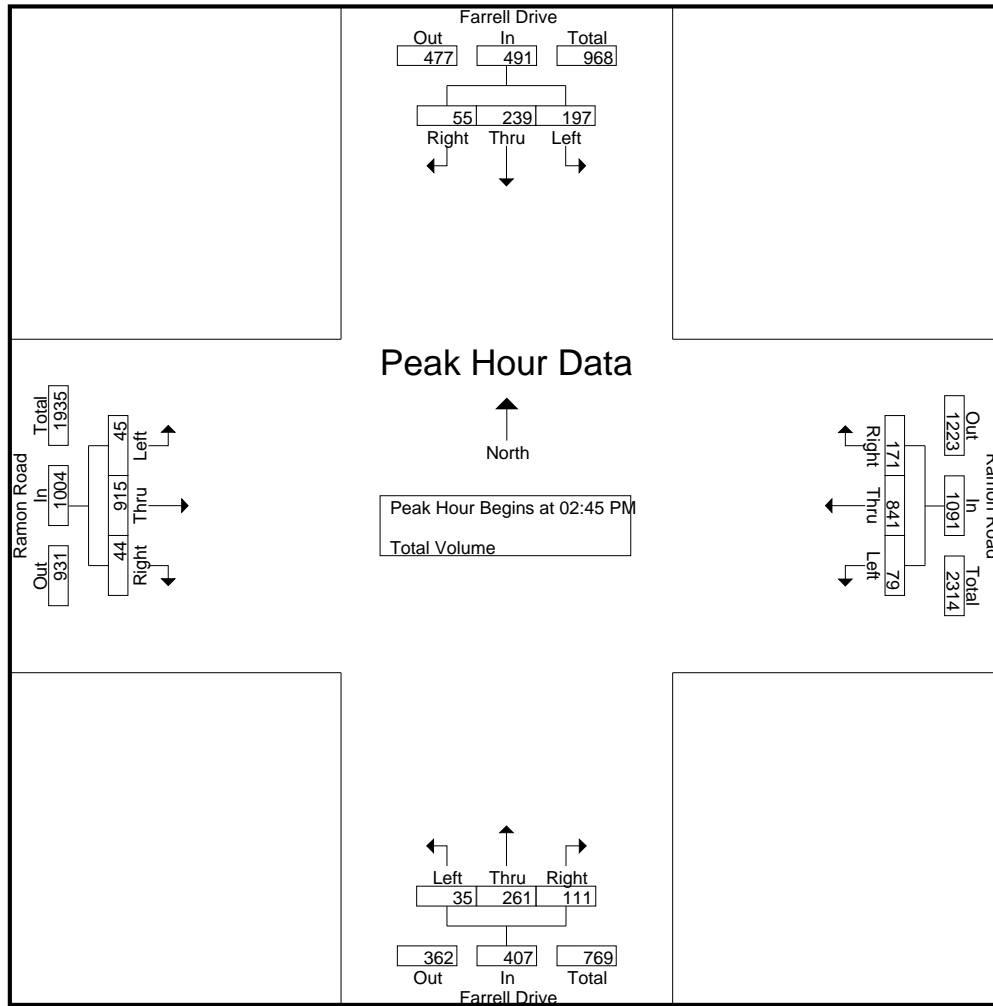 Farrell Drive
Out In Total
477 491 968
55 239 197
Right Thru Left
Peak Hour Data
North
Peak Hour Begins at 02:45 PM
Total Volume
Ramon Road
Total In Out
1935 1004 931
45 915 44
Left Thru Right
Right Thru Left
171 841 79
Out In Total
1223 1091 2314
Ramon Road
Left Thru Right
35 261 111
362 407 769
Out In Total
Farrell Drive